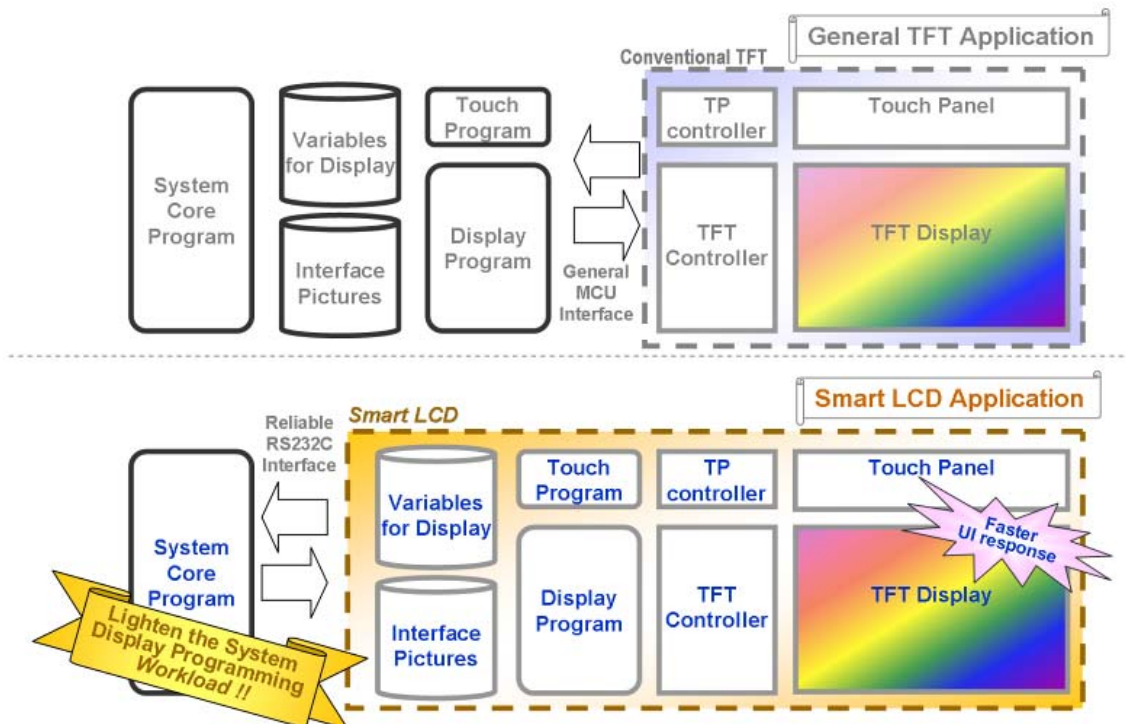 General TFT Application
Conventional TFT
System
Core
Program
Variables
for Display
Interface
Pictures
Touch
Program
Display
Program
General
MCU
Interface
TP
controller
TFT
Controller
Touch Panel
TFT Display
Smart LCD Application
Smart LCD
Reliable
RS232C
Interface
System
Core
Program
Lighten the System
Display Programming
Workload !!
Variables
for Display
Interface
Pictures
Touch
Program
Display
Program
TP
controller
TFT
Controller
Touch Panel
Faster
UI response
TFT Display